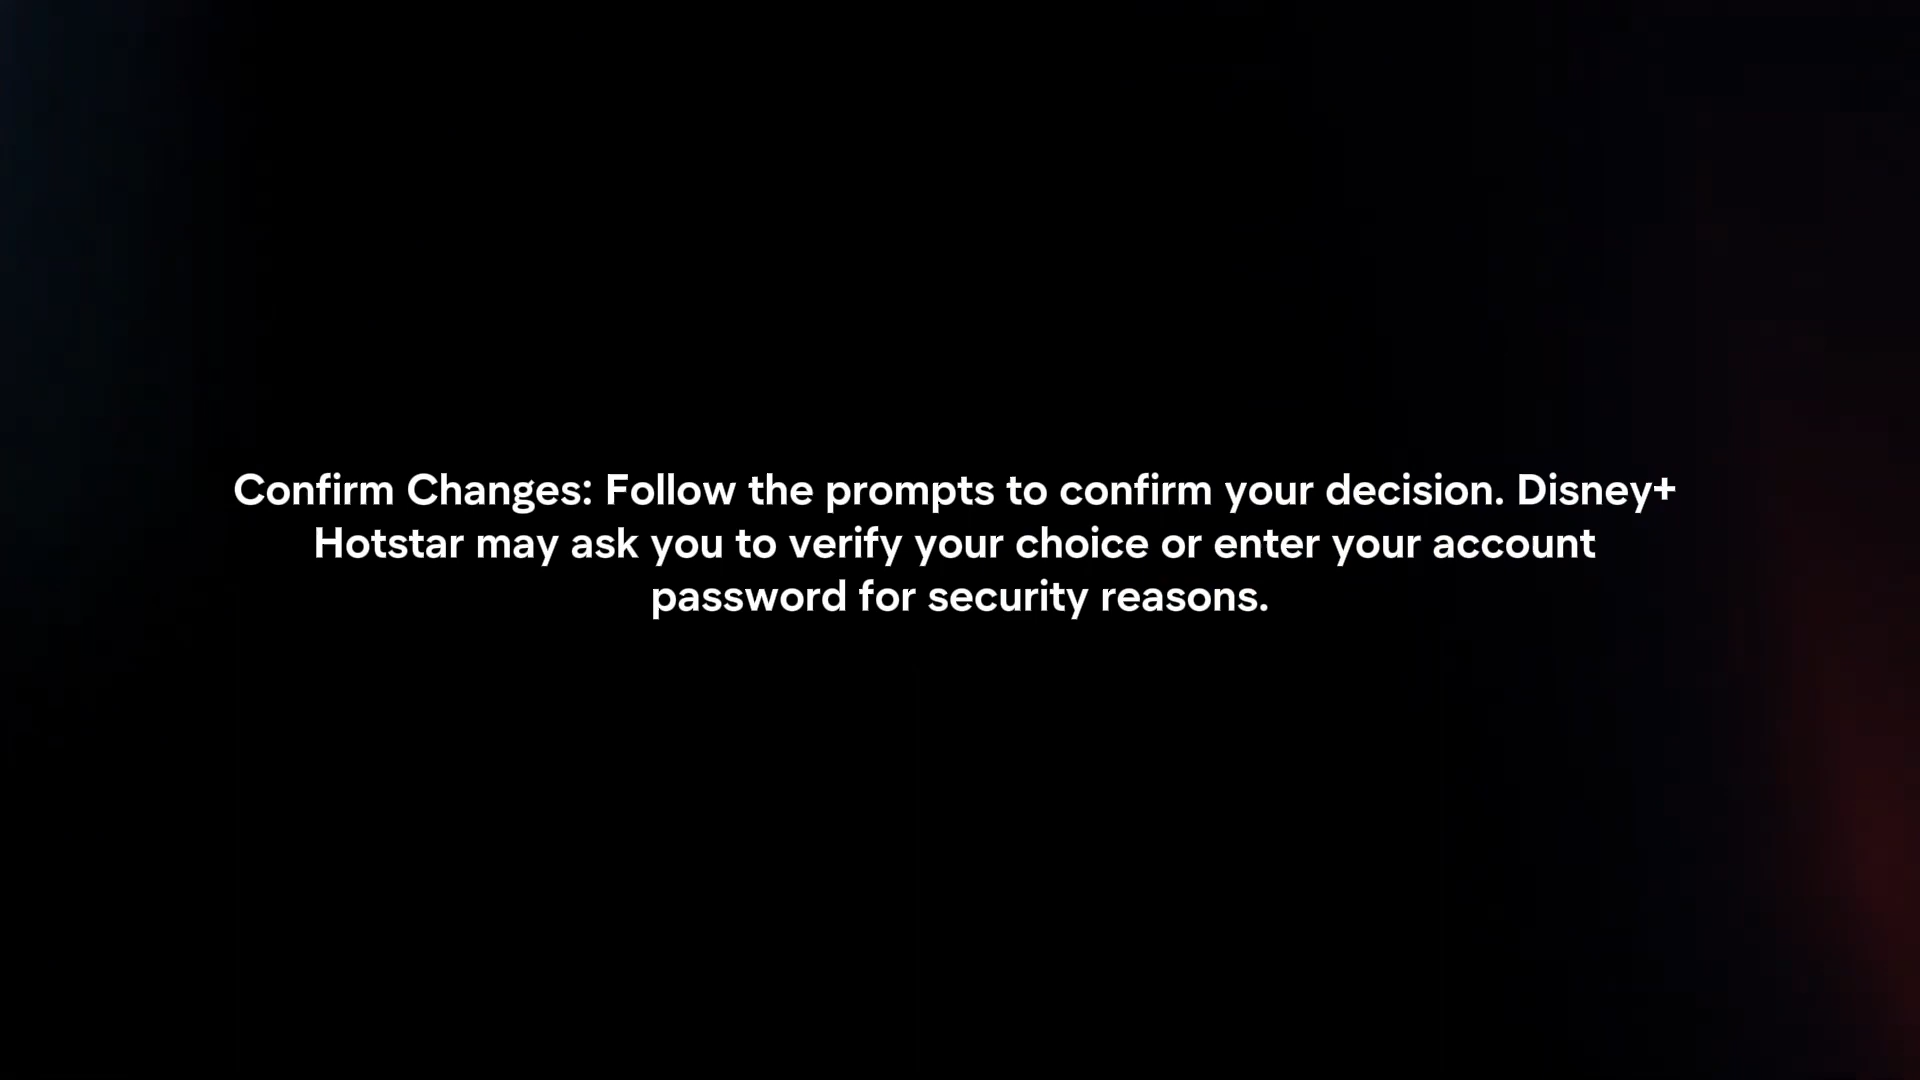 Confirm Changes: Follow the prompts to confirm your decision. Disney+
Hotstar may ask you to verify your choice or enter your account
password for security reasons.